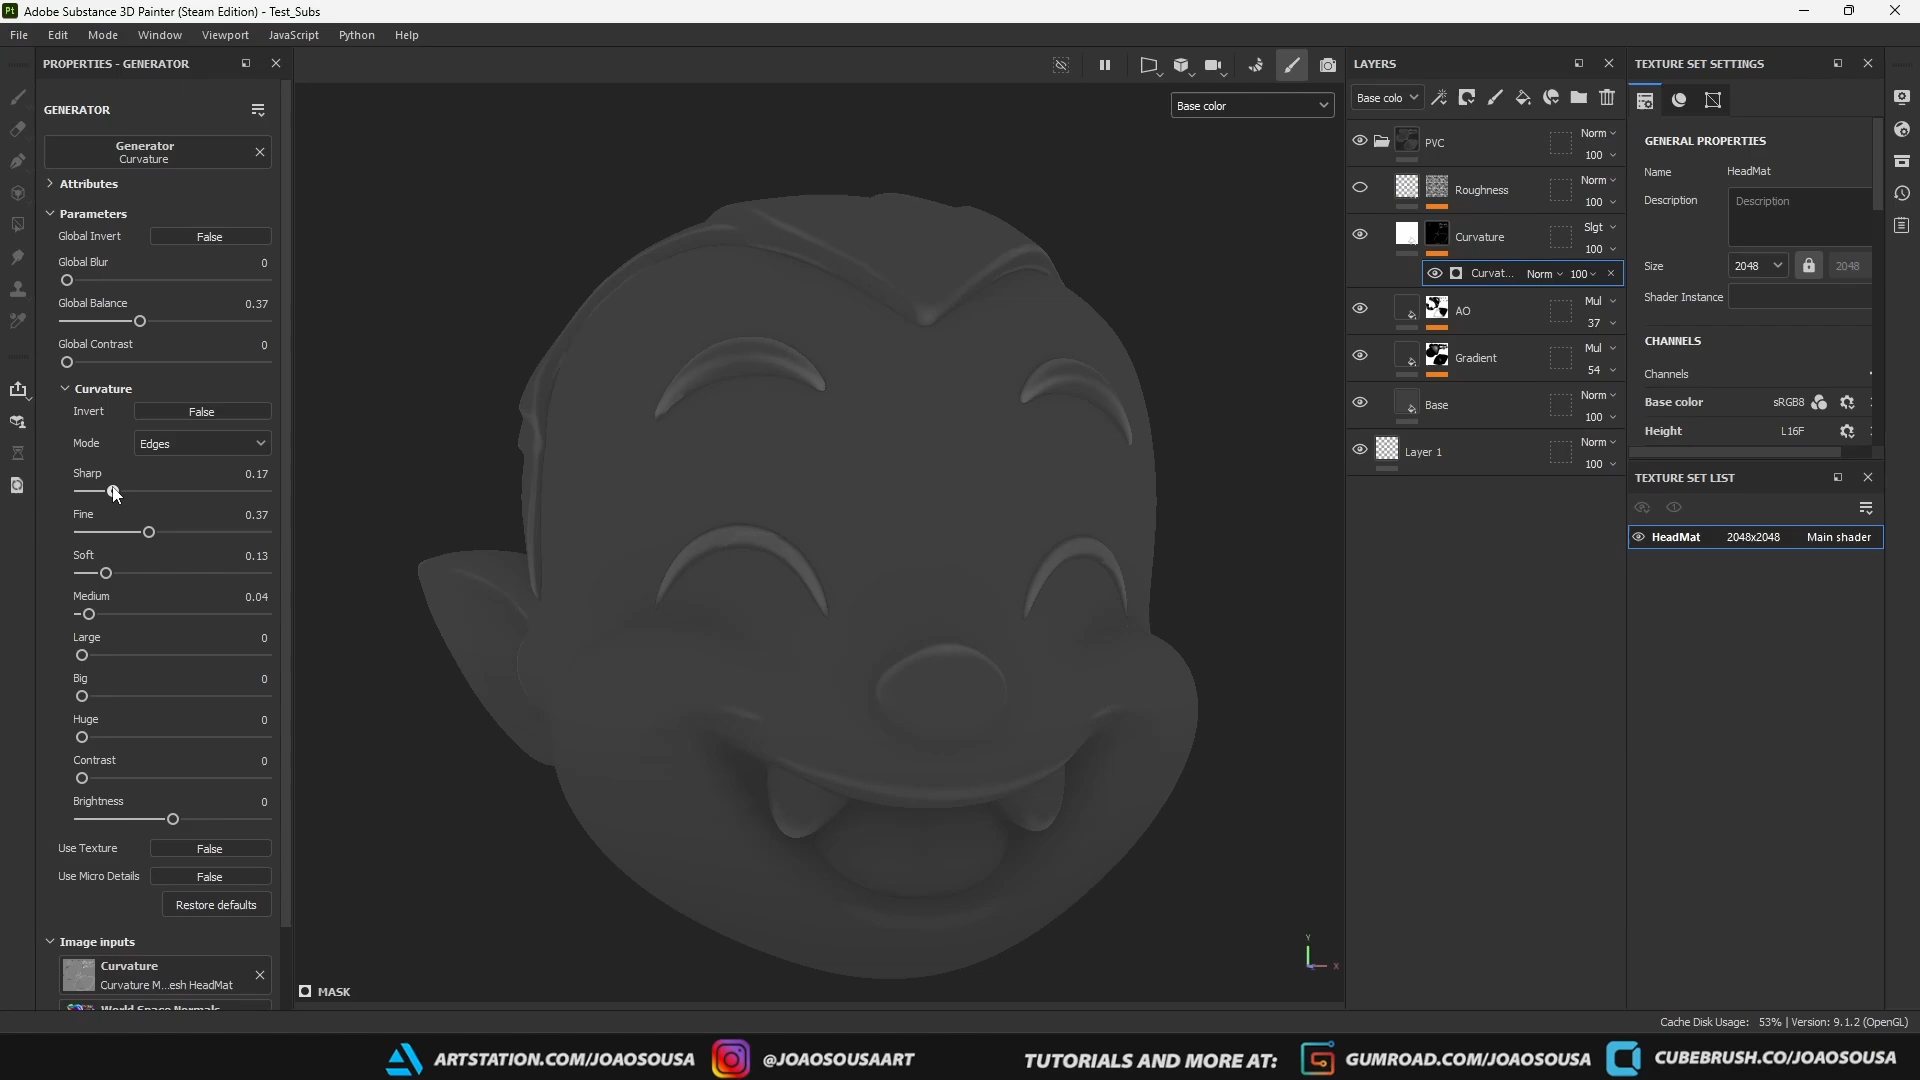 Pt Adobe Substance 3D Painter (Steam Edition) - Test_Subs
File Edit Mode Window Viewport JavaScript Python Help
PROPERTIES - GENERATOR
GENERATOR
Generator
Curvature
Attributes
Parameters
Global Invert False
Global Blur 0
Global Balance 0.37
Global Contrast 0
Curvature
Invert False
Mode Edges
Sharp 0.17
Fine 0.37
Soft 0.13
Medium 0.04
Large 0
Big 0
Huge 0
Contrast 0
Brightness 0
Use Texture False
Use Micro Details False
Restore defaults
Image inputs
Curvature
Curvature M...esh HeadMat
World Space Normals
Base color
Y
X
MASK
LAYERS
Base colo
PVC Norm
100
Roughness Norm
100
Curvature Slgt
100
Curvat... Norm 100
AO Mul
37
Gradient Mul
54
Base Norm
100
Layer 1 Norm
100
TEXTURE SET SETTINGS
GENERAL PROPERTIES
Name HeadMat
Description Description
Size 2048 2048
Shader Instance
CHANNELS
Channels
Base color sRGB8
Height L16F
TEXTURE SET LIST
HeadMat 2048x2048 Main shader
Cache Disk Usage: 53% | Version: 9.1.2 (OpenGL)
ARTSTATION.COM/JOAOSOUSA @JOAOSOUSAART TUTORIALS AND MORE AT: GUMROAD.COM/JOAOSOUSA CUBEBRUSH.CO/JOAOSOUSA